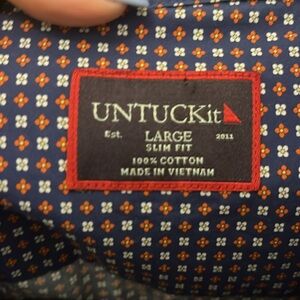 UNTUCKit
Est. LARGE 2011
SLIM FIT
100% COTTON
MADE IN VIETNAM